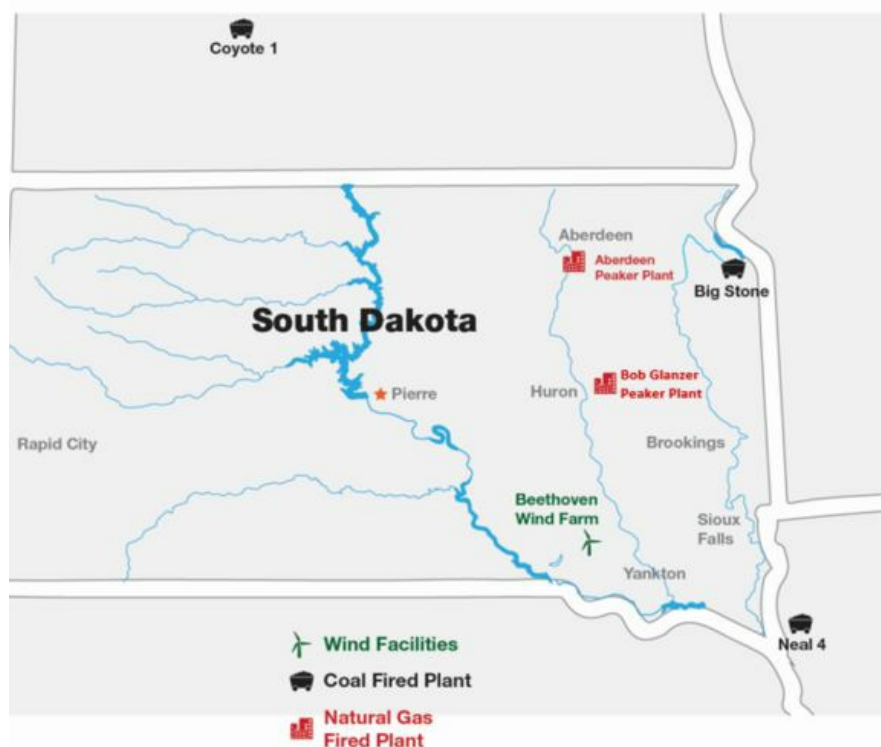 Coyote 1
Aberdeen
Aberdeen
Peaker Plant
Big Stone
South Dakota
Pierre
Huron
Bob Glanzer
Peaker Plant
Rapid City
Brookings
Beethoven
Wind Farm
Sioux
Falls
Yankton
Neal 4
Wind Facilities
Coal Fired Plant
Natural Gas
Fired Plant